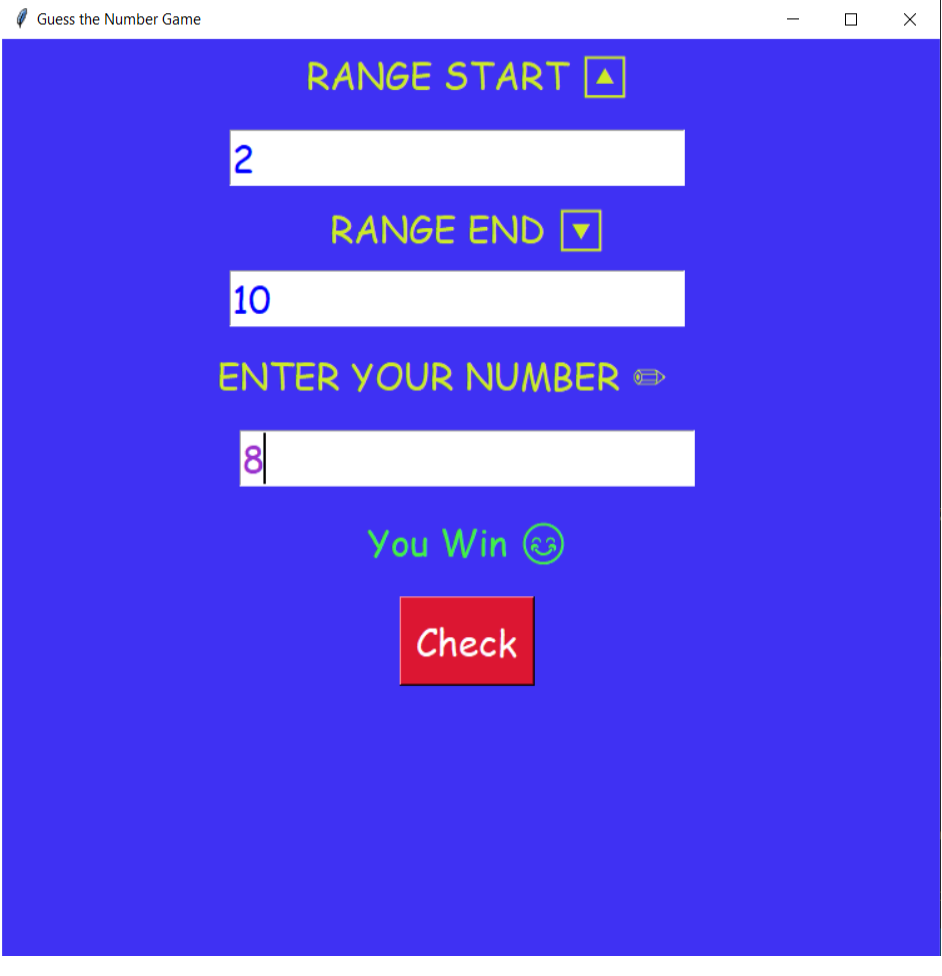 Guess the Number Game
RANGE START 🔼
2
RANGE END 🔽
10
ENTER YOUR NUMBER ✏
8
You Win 😊
Check